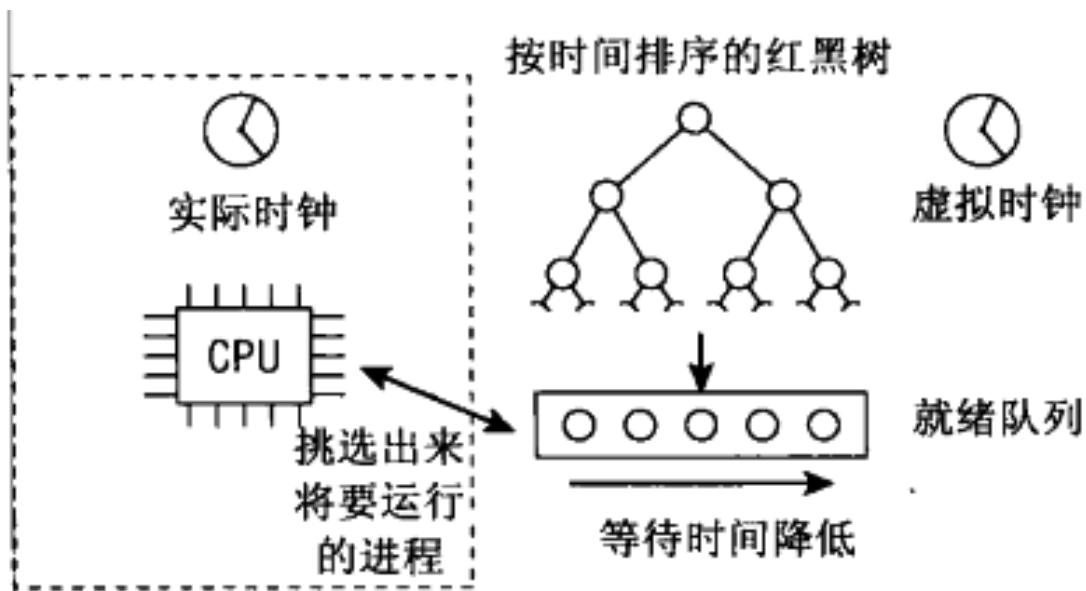 按时间排序的红黑树
实际时钟
虚拟时钟
CPU
就绪队列
挑选出来
将要运行
的进程
等待时间降低